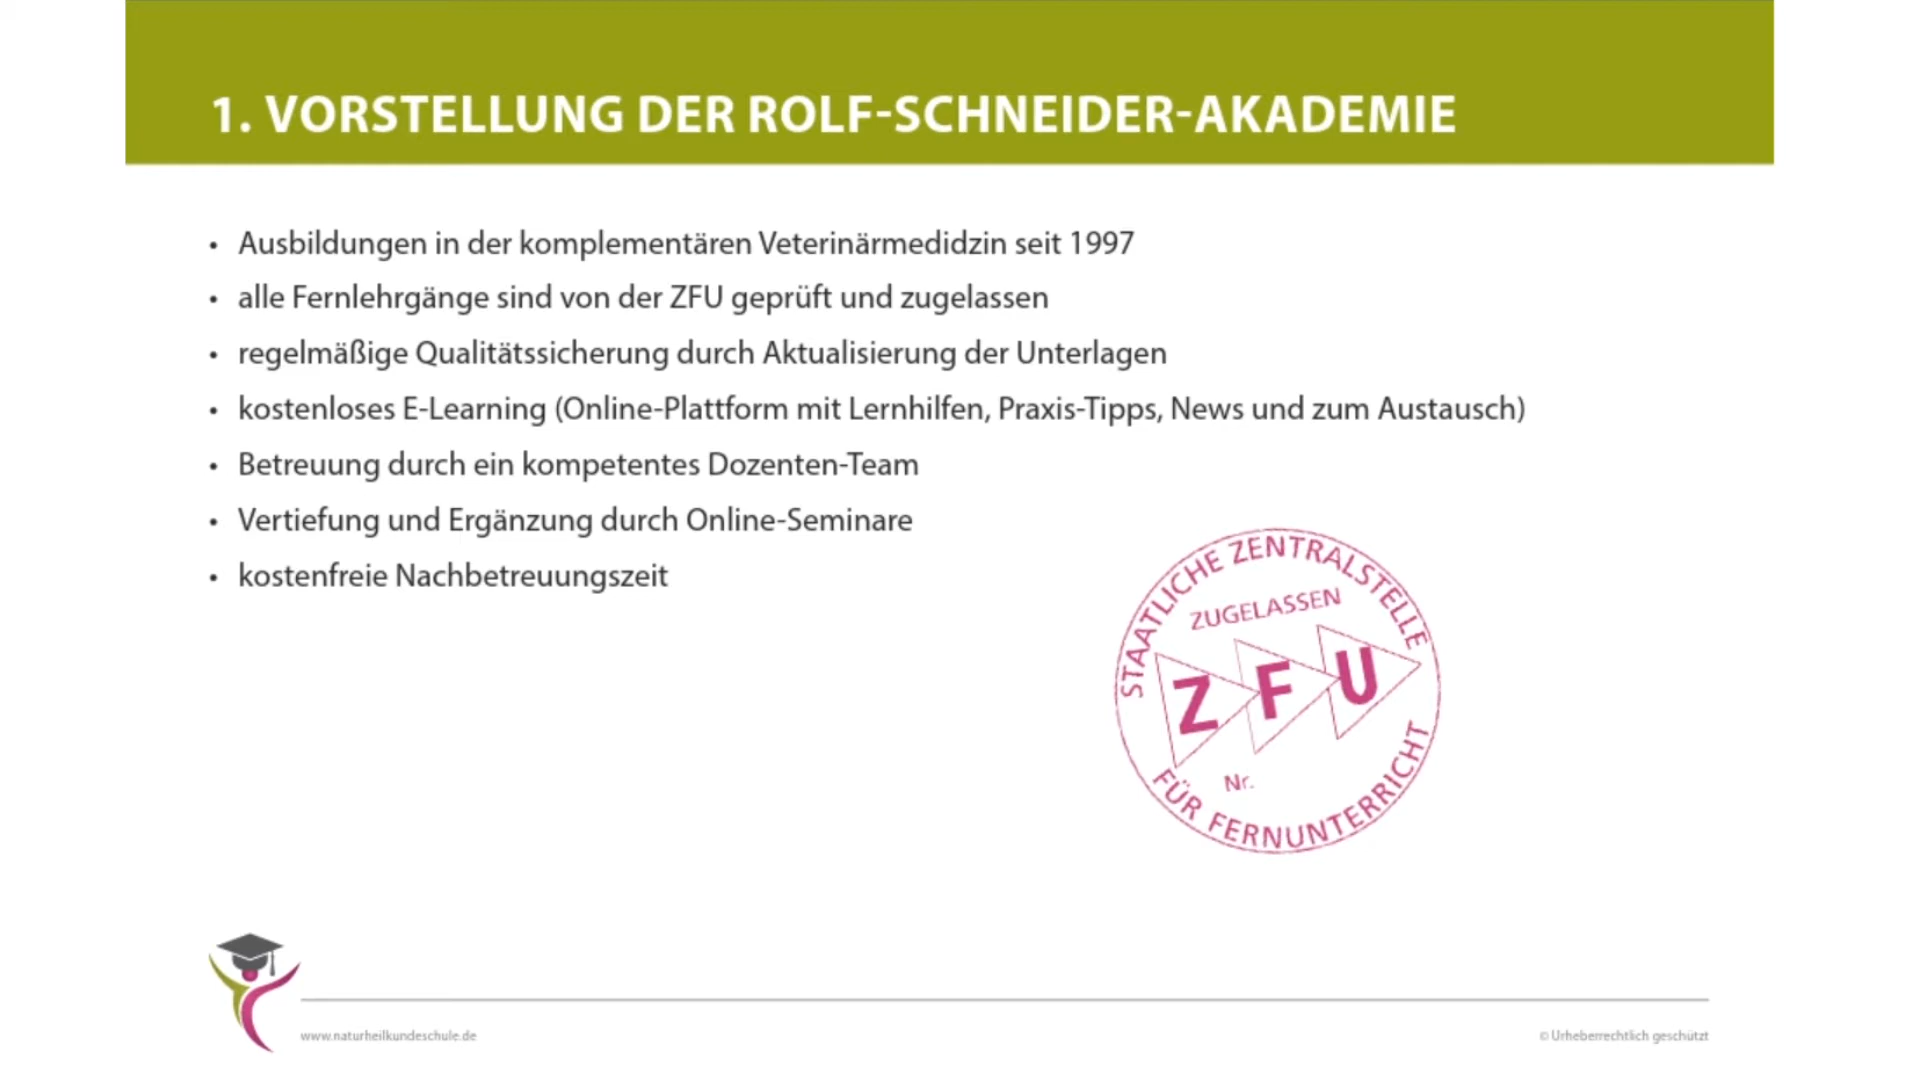 1. VORSTELLUNG DER ROLF-SCHNEIDER-AKADEMIE
• Ausbildungen in der komplementären Veterinärmedidzin seit 1997
• alle Fernlehrgänge sind von der ZFU geprüft und zugelassen
• regelmäßige Qualitätssicherung durch Aktualisierung der Unterlagen
• kostenloses E-Learning (Online-Plattform mit Lernhilfen, Praxis-Tipps, News und zum Austausch)
• Betreuung durch ein kompetentes Dozenten-Team
• Vertiefung und Ergänzung durch Online-Seminare
• kostenfreie Nachbetreuungszeit
STAATLICHE ZENTRALSTELLE
ZUGELASSEN
Z F U
Nr.
FÜR FERNUNTERRICHT
www.naturheilkundeschule.de
© Urheberrechtlich geschützt